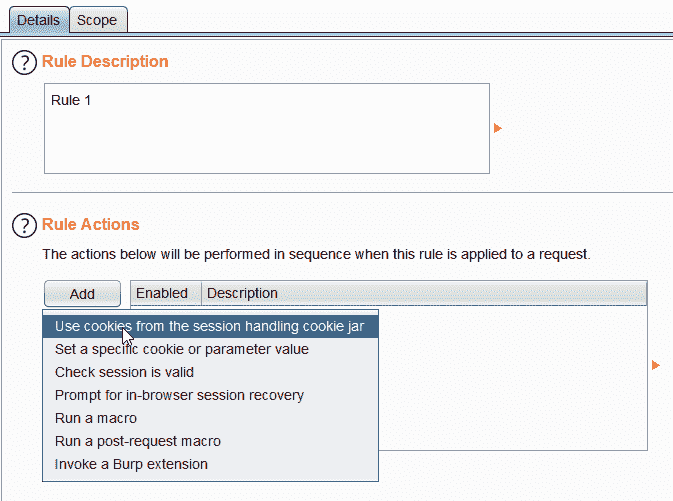 Details Scope
? Rule Description
Rule 1
? Rule Actions
The actions below will be performed in sequence when this rule is applied to a request.
Add Enabled Description
Use cookies from the session handling cookie jar
Set a specific cookie or parameter value
Check session is valid
Prompt for in-browser session recovery
Run a macro
Run a post-request macro
Invoke a Burp extension